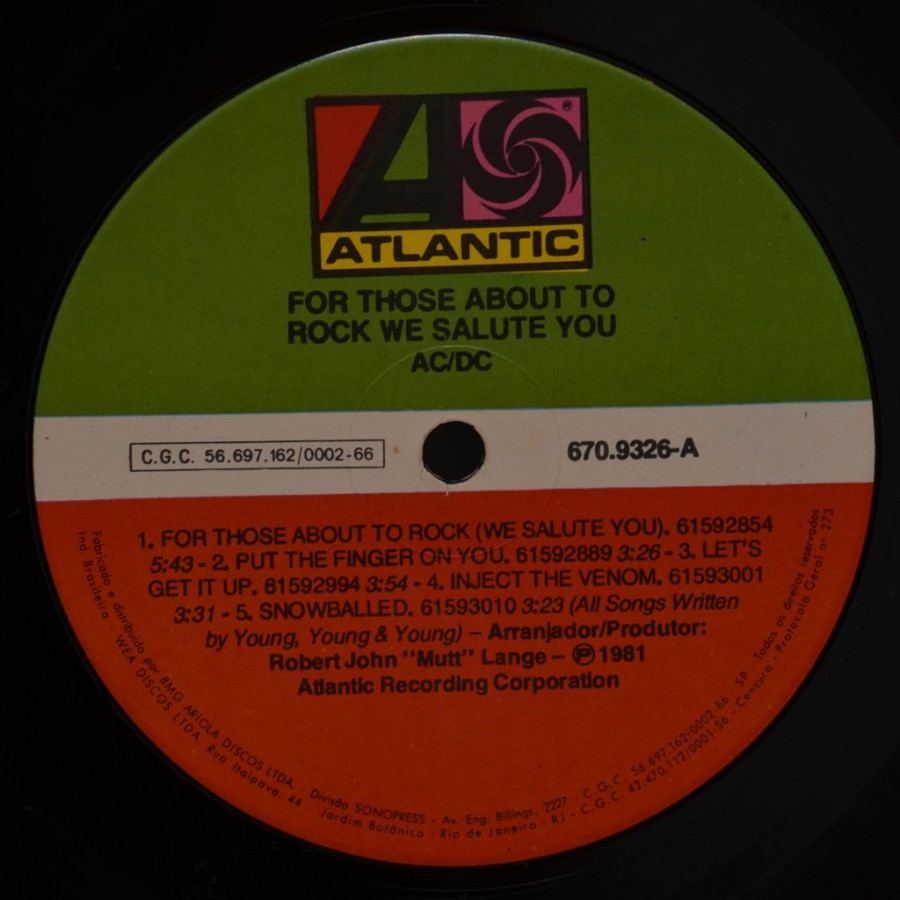 ATLANTIC
®
FOR THOSE ABOUT TO
ROCK WE SALUTE YOU
AC/DC
C.G.C. 56.697.162/0002-66
670.9326-A
1. FOR THOSE ABOUT TO ROCK (WE SALUTE YOU). 61592854
5:43 - 2. PUT THE FINGER ON YOU. 61592889 3:26 - 3. LET'S
GET IT UP. 61592994 3:54 - 4. INJECT THE VENOM. 61593001
3:31 - 5. SNOWBALLED. 61593010 3:23 (All Songs Written
by Young, Young & Young) – Arranjador/Produtor:
Robert John "Mutt" Lange – ℗ 1981
Atlantic Recording Corporation
Fabricado e distribuído por BMG ARIOLA DISCOS LTDA. - Divisão SONOPRESS - Av. Eng. Billings, 2227 - C.G.C. 56.697.162/0002-66 - SP - Todos os direitos reservados
Ind. Brasileira - WEA DISCOS LTDA. Rua Itaipava, 44 - Jardim Botânico - Rio de Janeiro - RJ - C.G.C. 42.470.112/0001-56 - Censura - Protocolo Geral nº 273